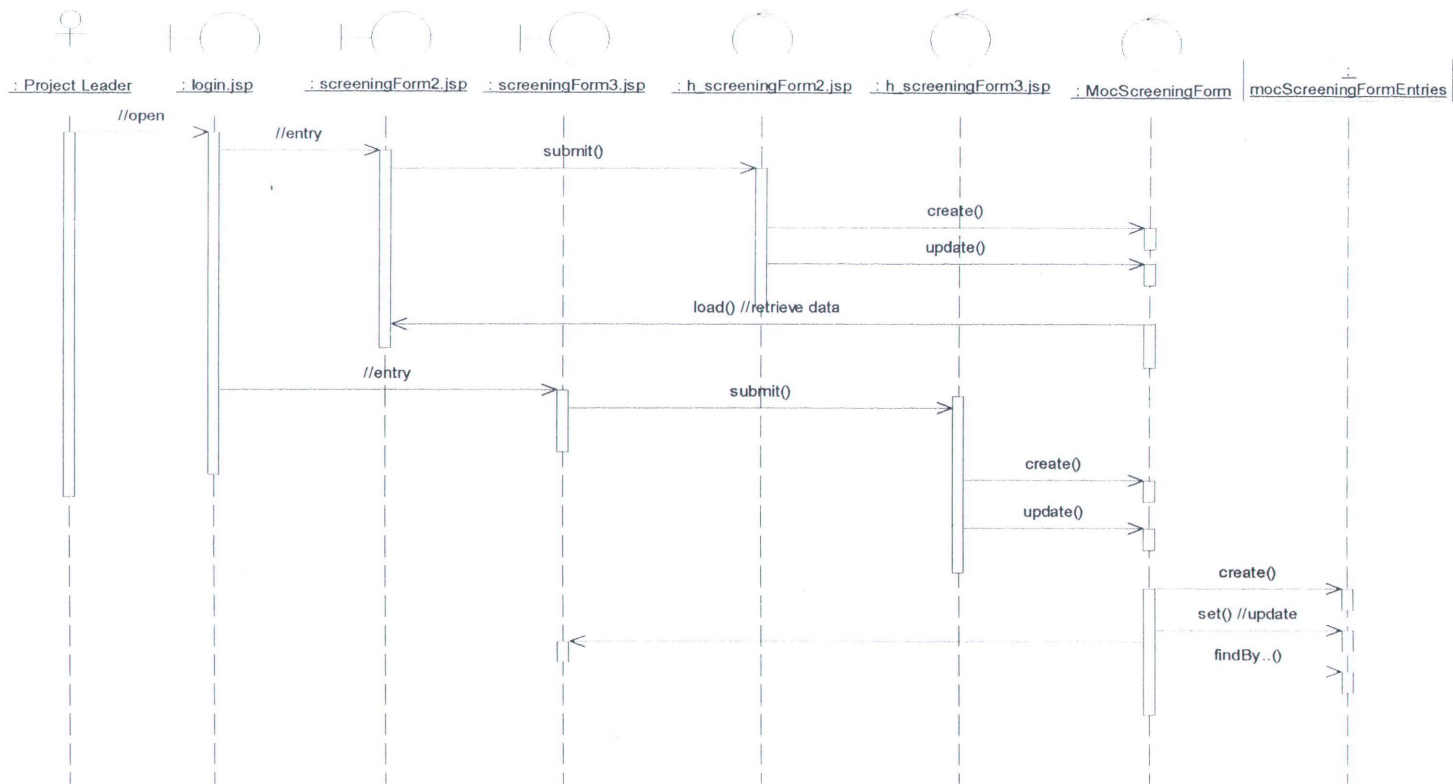 : Project Leader
: login.jsp
: screeningForm2.jsp
: screeningForm3.jsp
: h_screeningForm2.jsp
: h_screeningForm3.jsp
: MocScreeningForm
:
mocScreeningFormEntries
//open
//entry
submit()
create()
update()
load() //retrieve data
//entry
submit()
create()
update()
create()
set() //update
findBy..()